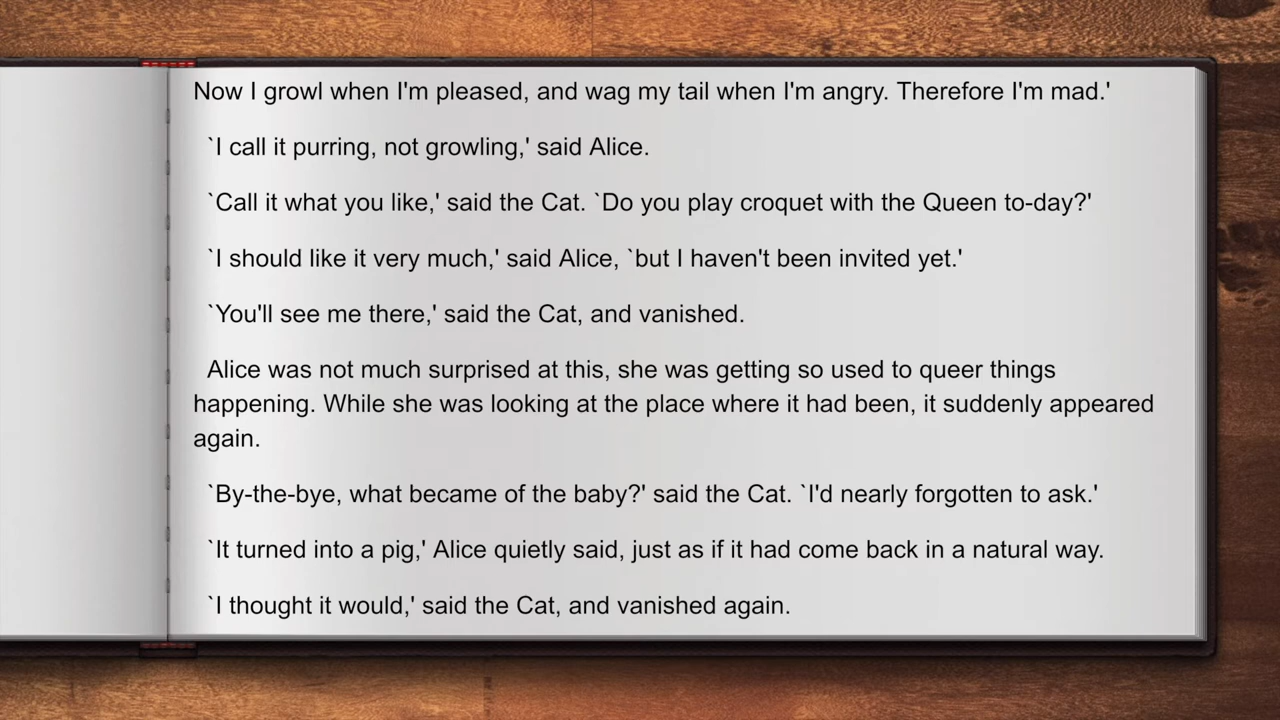 Now I growl when I'm pleased, and wag my tail when I'm angry. Therefore I'm mad.'
`I call it purring, not growling,' said Alice.
`Call it what you like,' said the Cat. `Do you play croquet with the Queen to-day?'
`I should like it very much,' said Alice, `but I haven't been invited yet.'
`You'll see me there,' said the Cat, and vanished.
Alice was not much surprised at this, she was getting so used to queer things
happening. While she was looking at the place where it had been, it suddenly appeared
again.
`By-the-bye, what became of the baby?' said the Cat. `I'd nearly forgotten to ask.'
`It turned into a pig,' Alice quietly said, just as if it had come back in a natural way.
`I thought it would,' said the Cat, and vanished again.